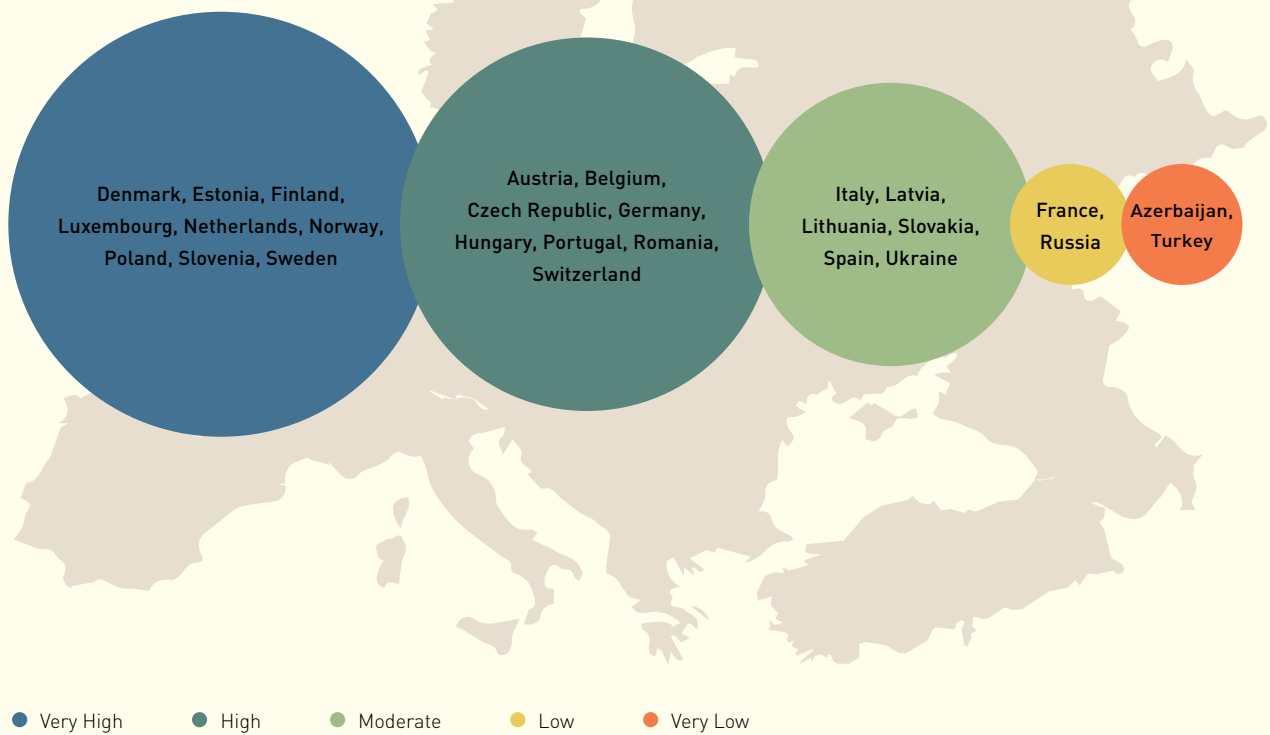 Denmark, Estonia, Finland,
Luxembourg, Netherlands, Norway,
Poland, Slovenia, Sweden
Austria, Belgium,
Czech Republic, Germany,
Hungary, Portugal, Romania,
Switzerland
Italy, Latvia,
Lithuania, Slovakia,
Spain, Ukraine
France,
Russia
Azerbaijan,
Turkey
Very High
High
Moderate
Low
Very Low